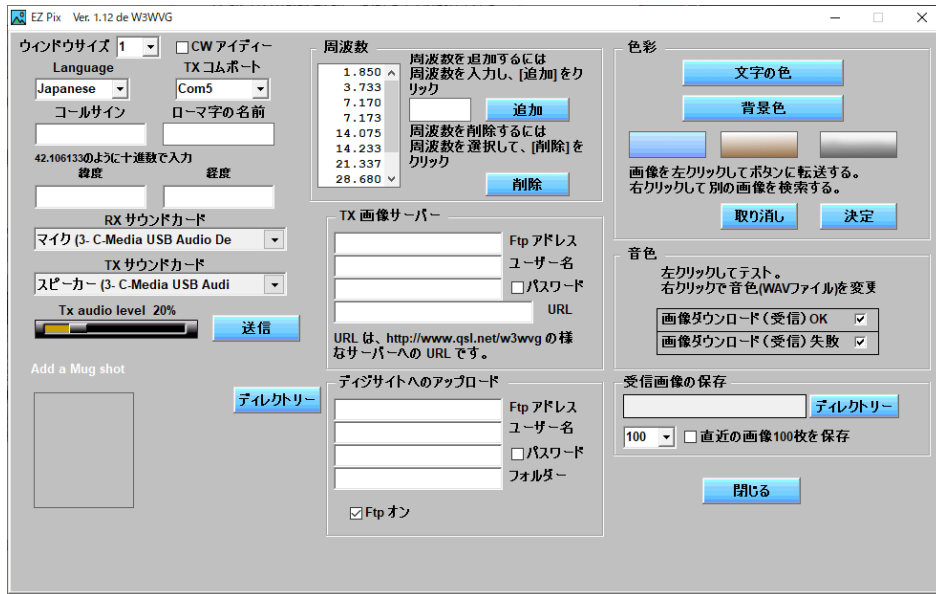 EZ Pix Ver. 1.12 de W3WVG
ウィンドウサイズ 1 CW アイディー
Language TX コムポート
Japanese Com5
コールサイン ローマ字の名前
42.106133のように十進数で入力
緯度 経度
RX サウンドカード
マイク (3- C-Media USB Audio De
TX サウンドカード
スピーカー (3- C-Media USB Audi
Tx audio level 20%
送信
Add a Mug shot
ディレクトリー
周波数
1.850
3.733
7.170
7.173
14.075
14.233
21.337
28.680
周波数を追加するには
周波数を入力し、[追加]をク
リック
追加
周波数を削除するには
周波数を選択して、[削除]を
クリック
削除
TX 画像サーバー
Ftp アドレス
ユーザー名
パスワード
URL
URL は、http://www.qsl.net/w3wvg の様
なサーバーへの URL です。
ディジサイトへのアップロード
Ftp アドレス
ユーザー名
パスワード
フォルダー
Ftp オン
色彩
文字の色
背景色
画像を左クリックしてボタンに転送する。
右クリックして別の画像を検索する。
取り消し 決定
音色
左クリックしてテスト。
右クリックで音色(WAVファイル)を変更
画像ダウンロード(受信)OK
画像ダウンロード(受信)失敗
受信画像の保存
ディレクトリー
100 直近の画像100枚を保存
閉じる